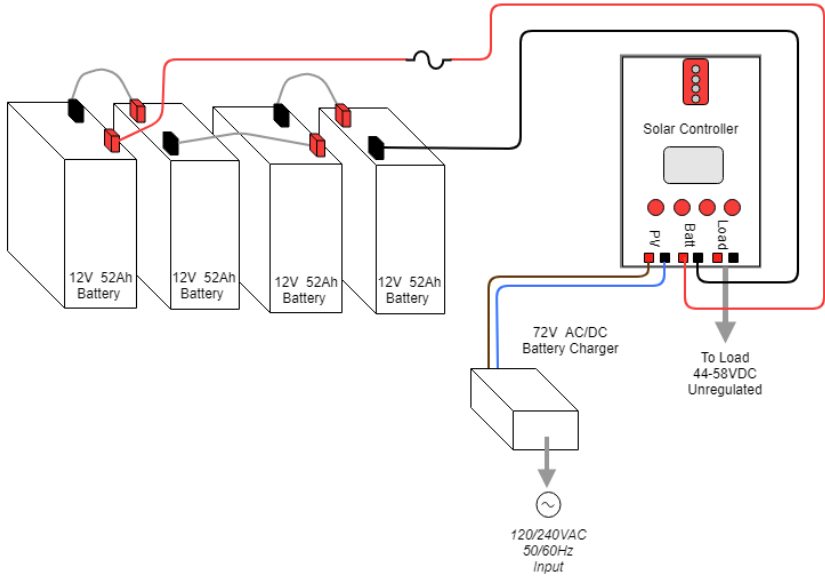 Solar Controller
PV Batt Load
12V 52Ah
Battery
12V 52Ah
Battery
12V 52Ah
Battery
12V 52Ah
Battery
72V AC/DC
Battery Charger
To Load
44-58VDC
Unregulated
120/240VAC
50/60Hz
Input